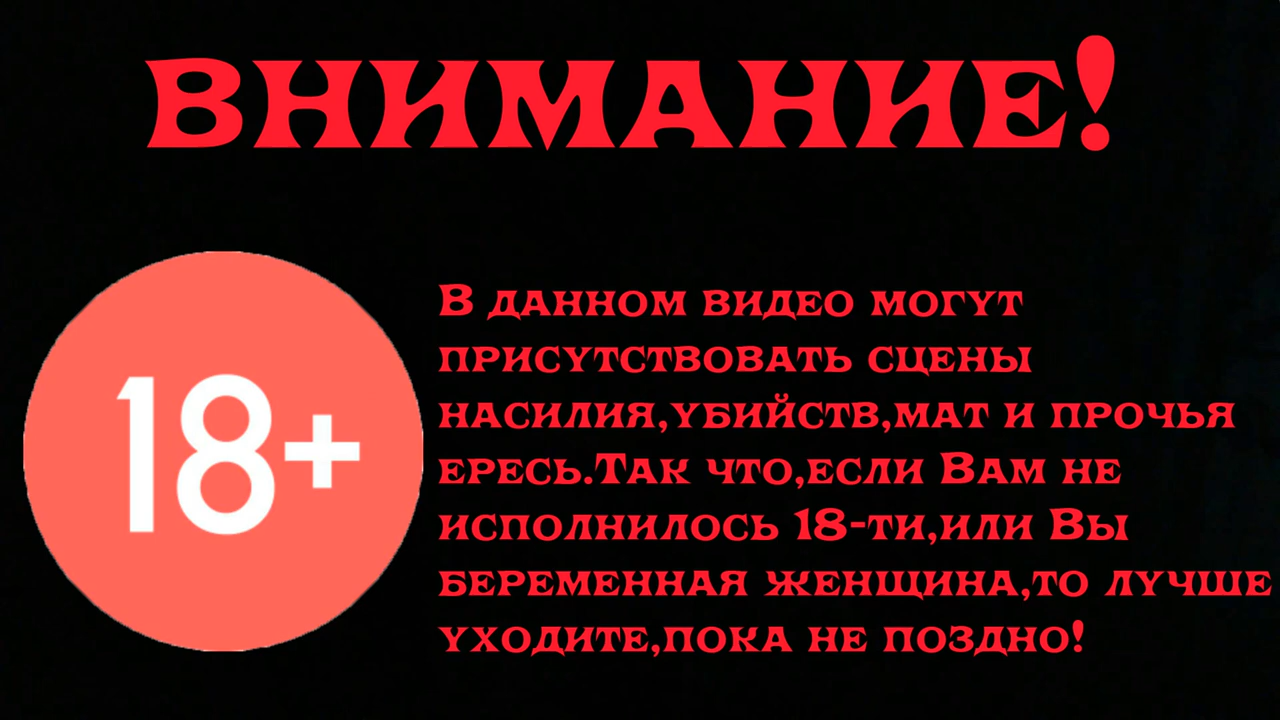 ВНИМАНИЕ!
18+
В данном видео могут
присутствовать сцены
насилия,убийств,мат и прочья
ересь.Так что,если Вам не
исполнилось 18-ти,или Вы
беременная женщина,то лучше
уходите,пока не поздно!